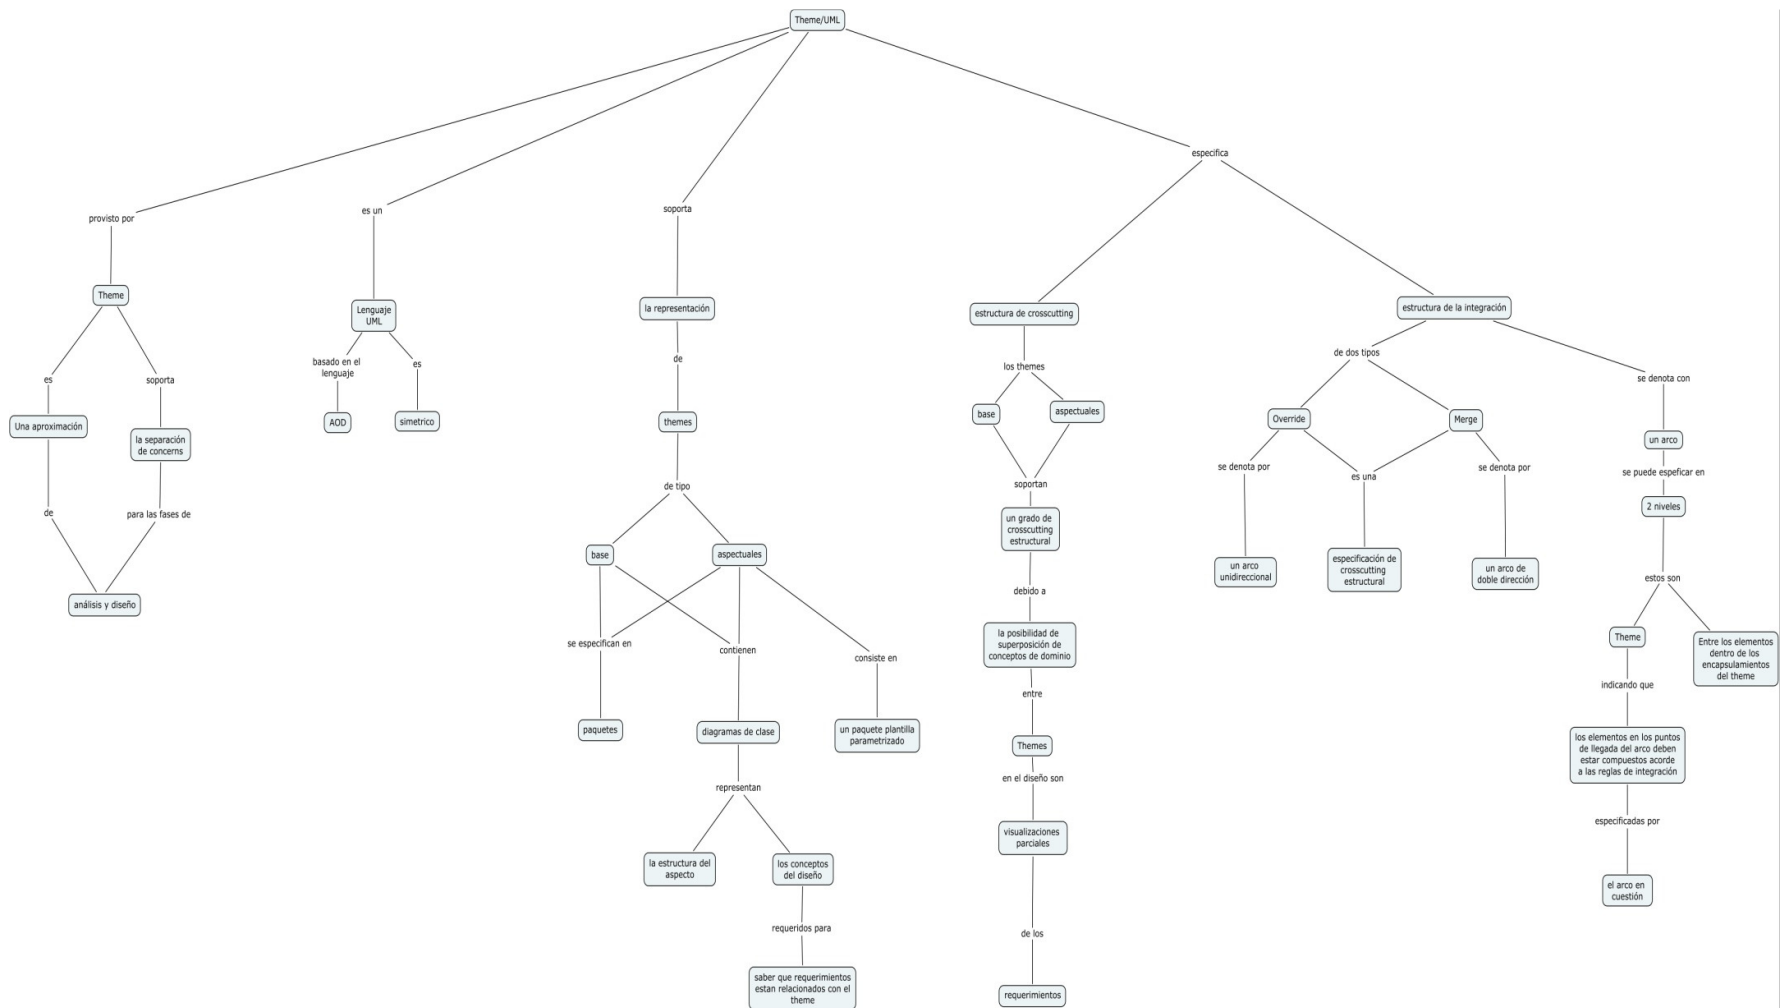 Theme/UML
especifica
provisto por
es un
soporta
Theme
Lenguaje
UML
la representación
estructura de crosscutting
estructura de la integración
es
soporta
basado en el
lenguaje
es
de
los themes
de dos tipos
se denota con
Una aproximación
la separación
de concerns
AOD
simetrico
themes
base
aspectuales
Override
Merge
un arco
de
para las fases de
de tipo
soportan
se denota por
es una
se denota por
se puede espeficar en
2 niveles
análisis y diseño
base
aspectuales
un grado de
crosscutting
estructural
un arco
unidireccional
especificación de
crosscutting
estructural
un arco de
doble dirección
estos son
debido a
se especifican en
contienen
consiste en
la posibilidad de
superposición de
conceptos de dominio
Theme
Entre los elementos
dentro de los
encapsulamientos
del theme
entre
indicando que
paquetes
diagramas de clase
un paquete plantilla
parametrizado
Themes
los elementos en los puntos
de llegada del arco deben
estar compuestos acorde
a las reglas de integración
representan
en el diseño son
especificadas por
la estructura del
aspecto
los conceptos
del diseño
visualizaciones
parciales
el arco en
cuestión
requeridos para
de los
saber que requerimientos
estan relacionados con el
theme
requerimientos